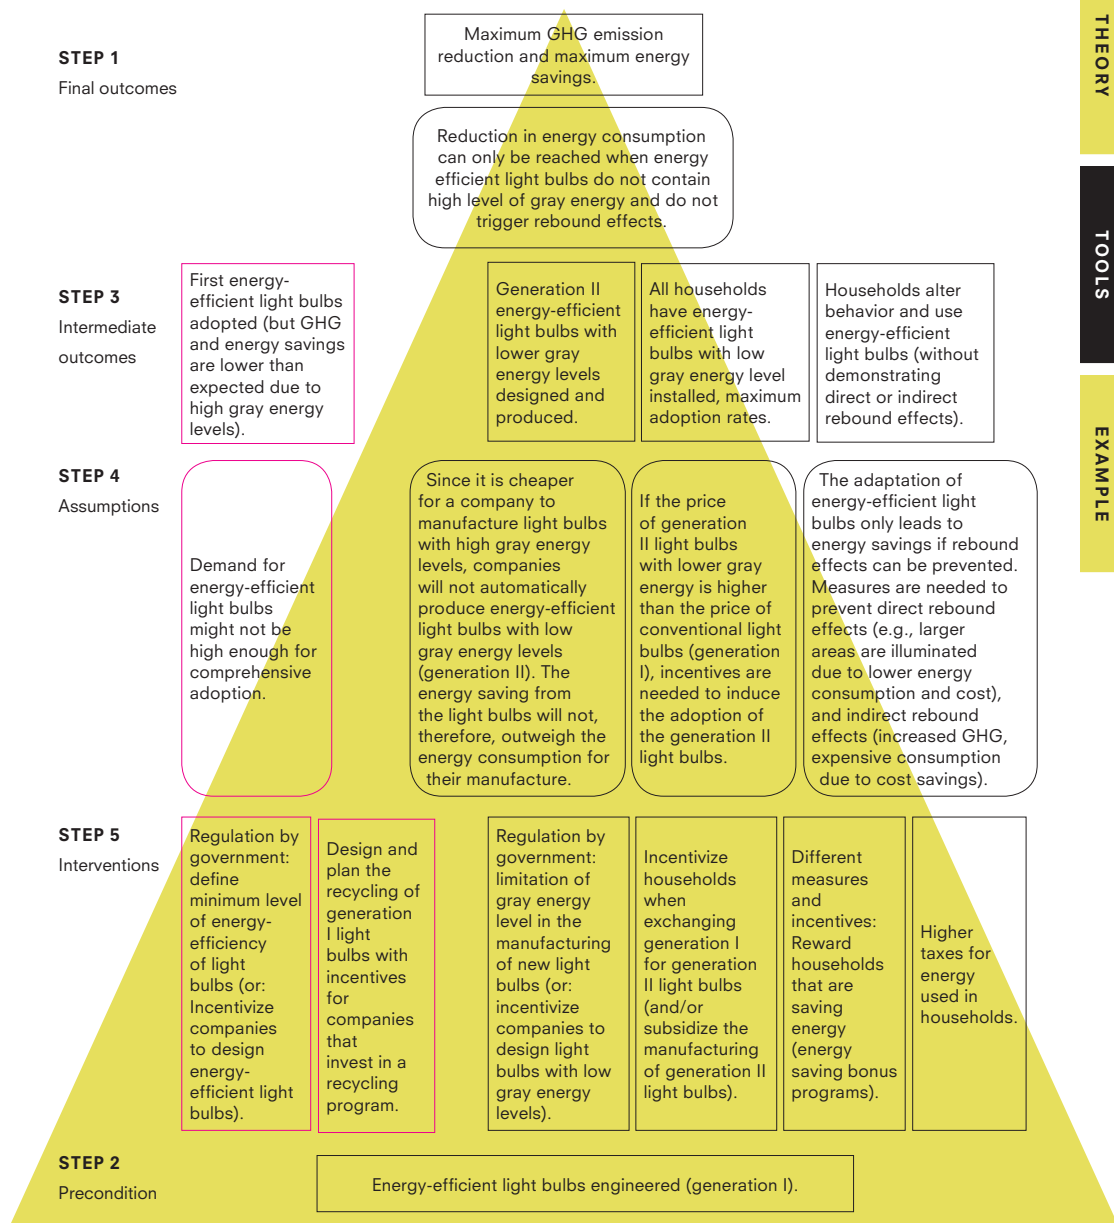 STEP 1
Final outcomes
Maximum GHG emission
reduction and maximum energy
savings.
Reduction in energy consumption
can only be reached when energy
efficient light bulbs do not contain
high level of gray energy and do not
trigger rebound effects.
STEP 3
Intermediate
outcomes
First energy-
efficient light bulbs
adopted (but GHG
and energy savings
are lower than
expected due to
high gray energy
levels).
Generation II
energy-efficient
light bulbs with
lower gray
energy levels
designed and
produced.
All households
have energy-
efficient light
bulbs with low
gray energy level
installed, maximum
adoption rates.
Households alter
behavior and use
energy-efficient
light bulbs (without
demonstrating
direct or indirect
rebound effects).
STEP 4
Assumptions
Demand for
energy-efficient
light bulbs
might not be
high enough for
comprehensive
adoption.
Since it is cheaper
for a company to
manufacture light bulbs
with high gray energy
levels, companies
will not automatically
produce energy-efficient
light bulbs with low
gray energy levels
(generation II). The
energy saving from
the light bulbs will not,
therefore, outweigh the
energy consumption for
their manufacture.
If the price
of generation
II light bulbs
with lower gray
energy is higher
than the price of
conventional light
bulbs (generation
I), incentives are
needed to induce
the adoption of
the generation II
light bulbs.
The adaptation of
energy-efficient light
bulbs only leads to
energy savings if rebound
effects can be prevented.
Measures are needed to
prevent direct rebound
effects (e.g., larger
areas are illuminated
due to lower energy
consumption and cost),
and indirect rebound
effects (increased GHG,
expensive consumption
due to cost savings).
STEP 5
Interventions
Regulation by
government:
define
minimum level
of energy-
efficiency
of light
bulbs (or:
Incentivize
companies
to design
energy-
efficient light
bulbs).
Design and
plan the
recycling of
generation
I light
bulbs with
incentives
for
companies
that
invest in a
recycling
program.
Regulation by
government:
limitation of
gray energy
level in the
manufacturing
of new light
bulbs (or:
incentivize
companies to
design light
bulbs with low
gray energy
levels).
Incentivize
households
when
exchanging
generation I
for generation
II light bulbs
(and/or
subsidize the
manufacturing
of generation II
light bulbs).
Different
measures
and
incentives:
Reward
households
that are
saving
energy
(energy
saving bonus
programs).
Higher
taxes for
energy
used in
households.
STEP 2
Precondition
Energy-efficient light bulbs engineered (generation I).
THEORY
TOOLS
EXAMPLE